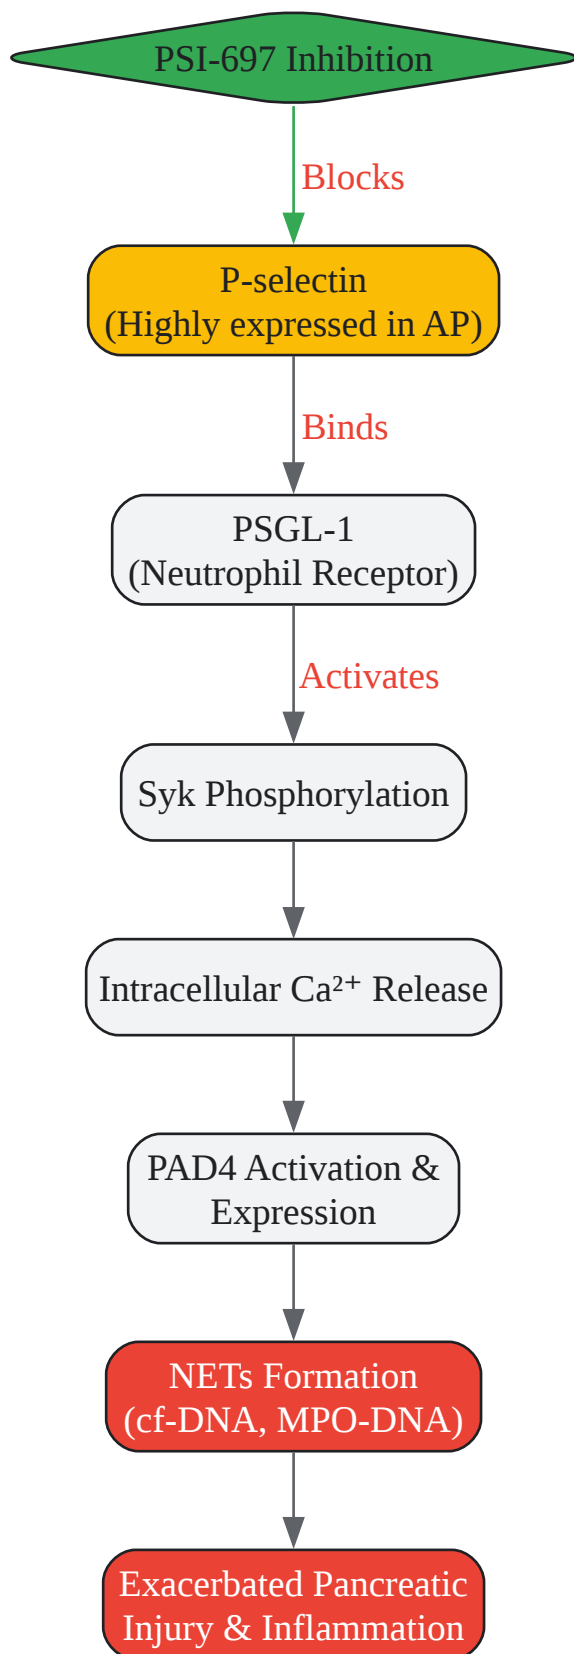 PSI-697 Inhibition
Blocks
P-selectin
(Highly expressed in AP)
Binds
PSGL-1
(Neutrophil Receptor)
Activates
Syk Phosphorylation
Intracellular Ca²⁺ Release
PAD4 Activation &
Expression
NETs Formation
(cf-DNA, MPO-DNA)
Exacerbated Pancreatic
Injury & Inflammation